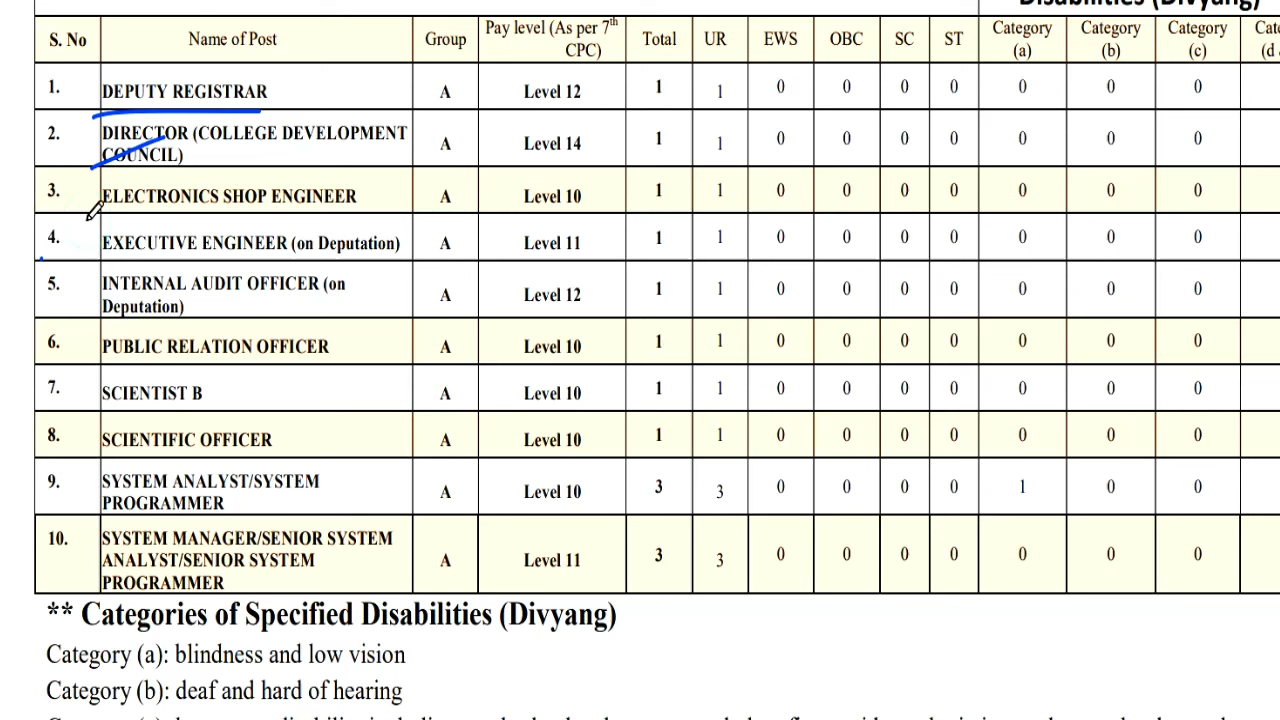 Disabilities (Divyang)
S. No Name of Post Group Pay level (As per 7th CPC) Total UR EWS OBC SC ST Category (a) Category (b) Category (c)
1. DEPUTY REGISTRAR A Level 12 1 1 0 0 0 0 0 0 0
2. DIRECTOR (COLLEGE DEVELOPMENT COUNCIL) A Level 14 1 1 0 0 0 0 0 0 0
3. ELECTRONICS SHOP ENGINEER A Level 10 1 1 0 0 0 0 0 0 0
4. EXECUTIVE ENGINEER (on Deputation) A Level 11 1 1 0 0 0 0 0 0 0
5. INTERNAL AUDIT OFFICER (on Deputation) A Level 12 1 1 0 0 0 0 0 0 0
6. PUBLIC RELATION OFFICER A Level 10 1 1 0 0 0 0 0 0 0
7. SCIENTIST B A Level 10 1 1 0 0 0 0 0 0 0
8. SCIENTIFIC OFFICER A Level 10 1 1 0 0 0 0 0 0 0
9. SYSTEM ANALYST/SYSTEM PROGRAMMER A Level 10 3 3 0 0 0 0 1 0 0
10. SYSTEM MANAGER/SENIOR SYSTEM ANALYST/SENIOR SYSTEM PROGRAMMER A Level 11 3 3 0 0 0 0 0 0 0
** Categories of Specified Disabilities (Divyang)
Category (a): blindness and low vision
Category (b): deaf and hard of hearing